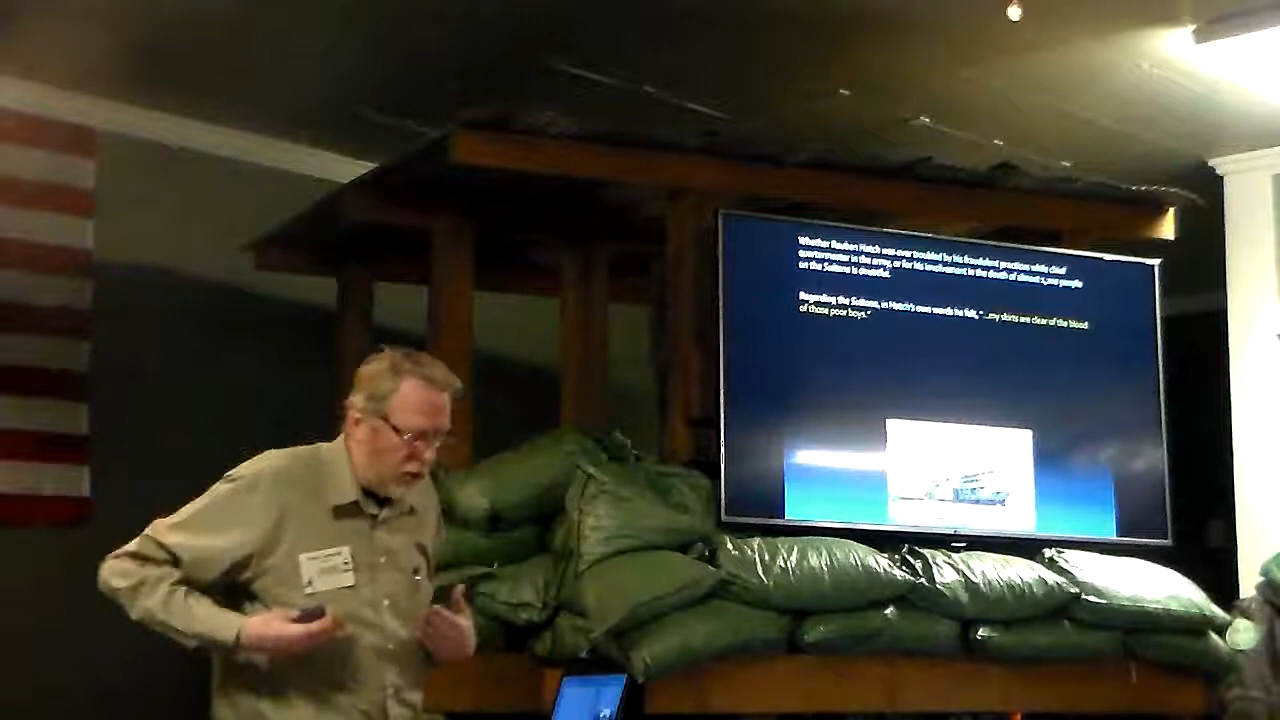 Whether Reuben Hatch was ever troubled by his fraudulent practices while chief
quartermaster in the army, or for his involvement in the death of almost people
on the Sultana is doubtful.
Regarding the Sultana, in Hatch's own words he felt, "...my skirts are clear of the blood
of those poor boys."